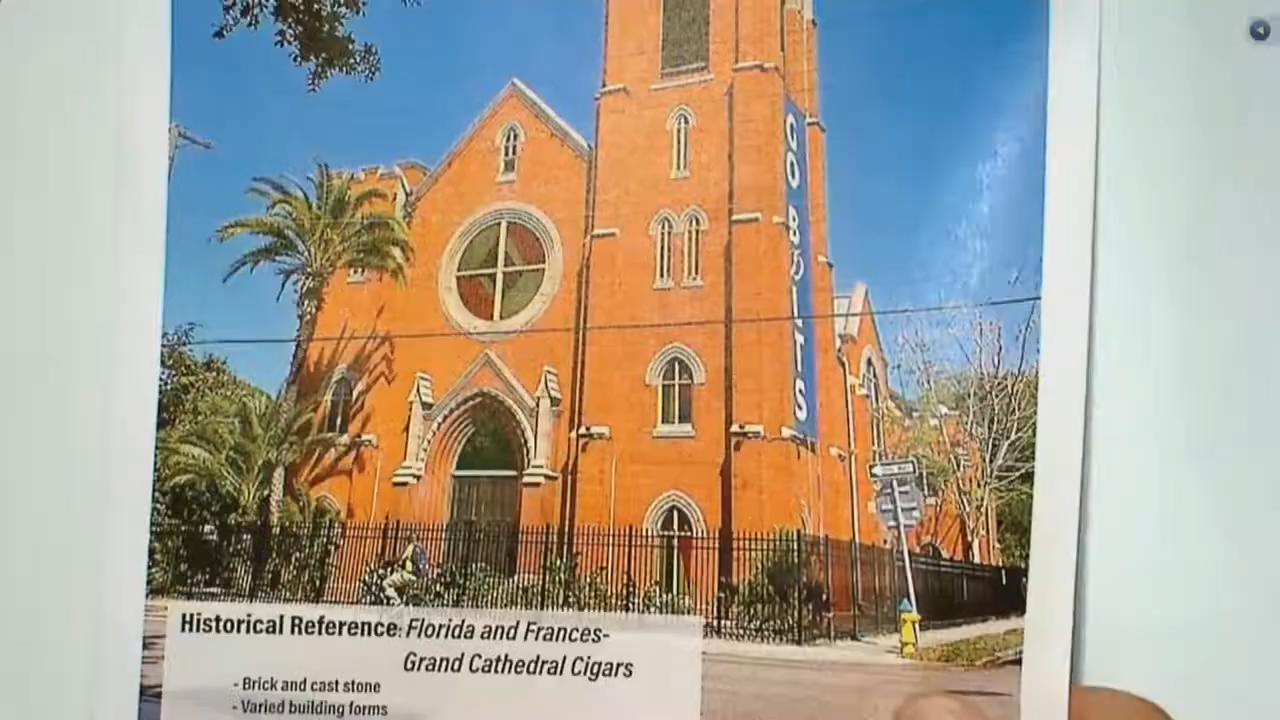 GO BOLTS
Historical Reference: Florida and Frances-
Grand Cathedral Cigars
- Brick and cast stone
- Varied building forms